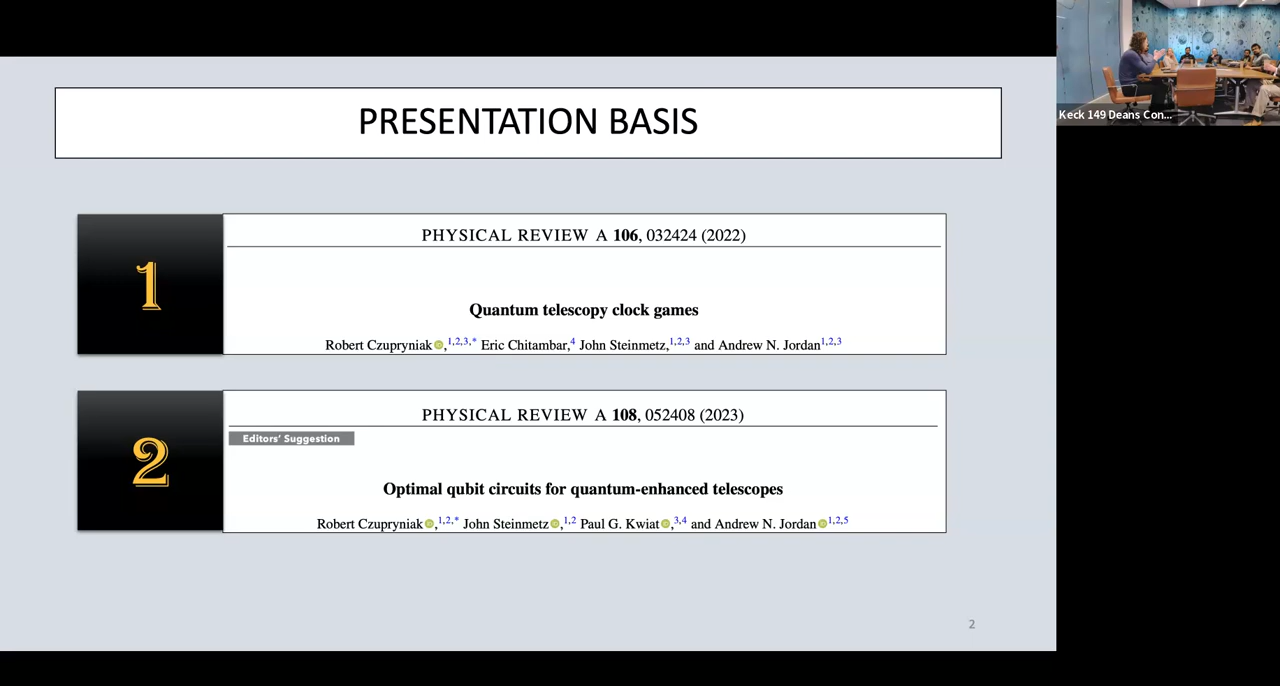 PRESENTATION BASIS
Keck 149 Deans Con...
1
PHYSICAL REVIEW A 106, 032424 (2022)
Quantum telescopy clock games
Robert Czupryniak,1,2,3,* Eric Chitambar,4 John Steinmetz,1,2,3 and Andrew N. Jordan1,2,3
2
PHYSICAL REVIEW A 108, 052408 (2023)
Editors' Suggestion
Optimal qubit circuits for quantum-enhanced telescopes
Robert Czupryniak,1,2,* John Steinmetz,1,2 Paul G. Kwiat,3,4 and Andrew N. Jordan1,2,5
2